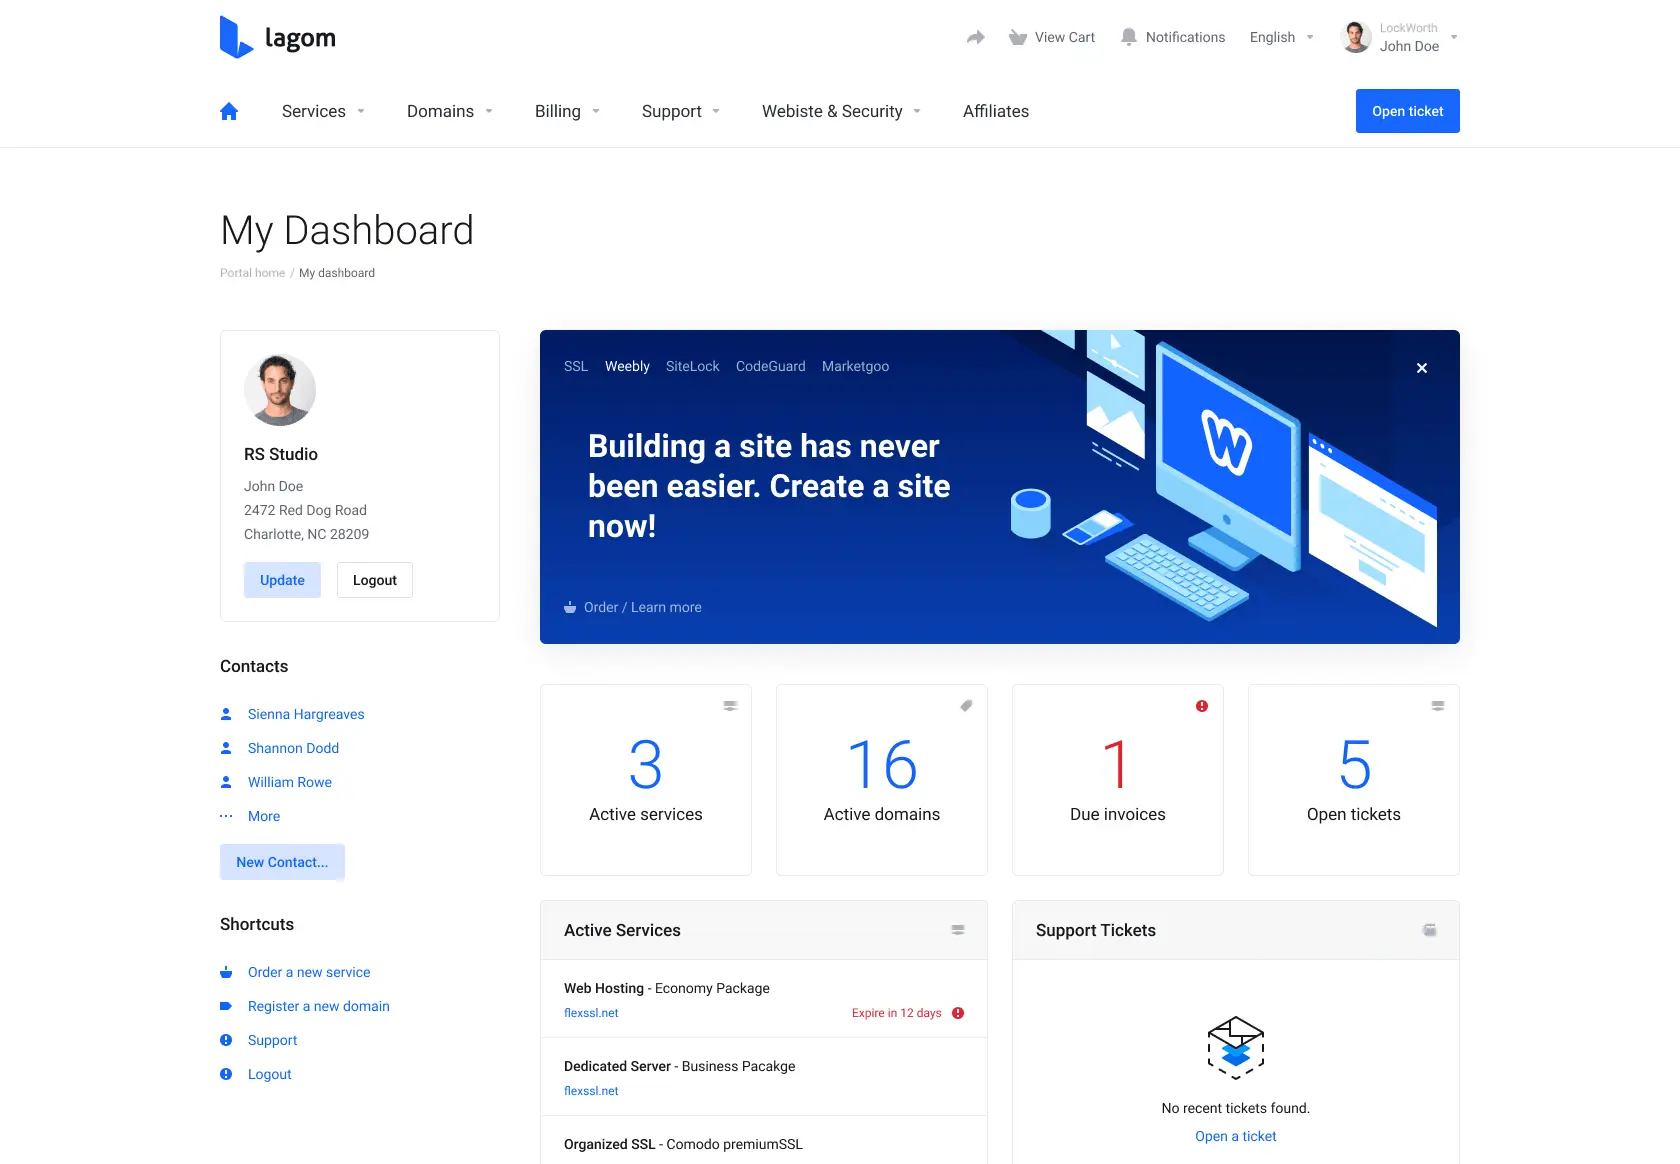 lagom
View Cart
Notifications
English
LockWorth
John Doe
Services
Domains
Billing
Support
Webiste & Security
Affiliates
Open ticket
My Dashboard
Portal home / My dashboard
RS Studio
John Doe
2472 Red Dog Road
Charlotte, NC 28209
Update
Logout
Contacts
Sienna Hargreaves
Shannon Dodd
William Rowe
More
New Contact...
Shortcuts
Order a new service
Register a new domain
Support
Logout
SSL
Weebly
SiteLock
CodeGuard
Marketgoo
Building a site has never
been easier. Create a site
now!
W
Order / Learn more
3
Active services
16
Active domains
1
Due invoices
5
Open tickets
Active Services
Web Hosting - Economy Package
flexssl.net
Expire in 12 days
Dedicated Server - Business Pacakge
flexssl.net
Organized SSL - Comodo premiumSSL
Support Tickets
No recent tickets found.
Open a ticket